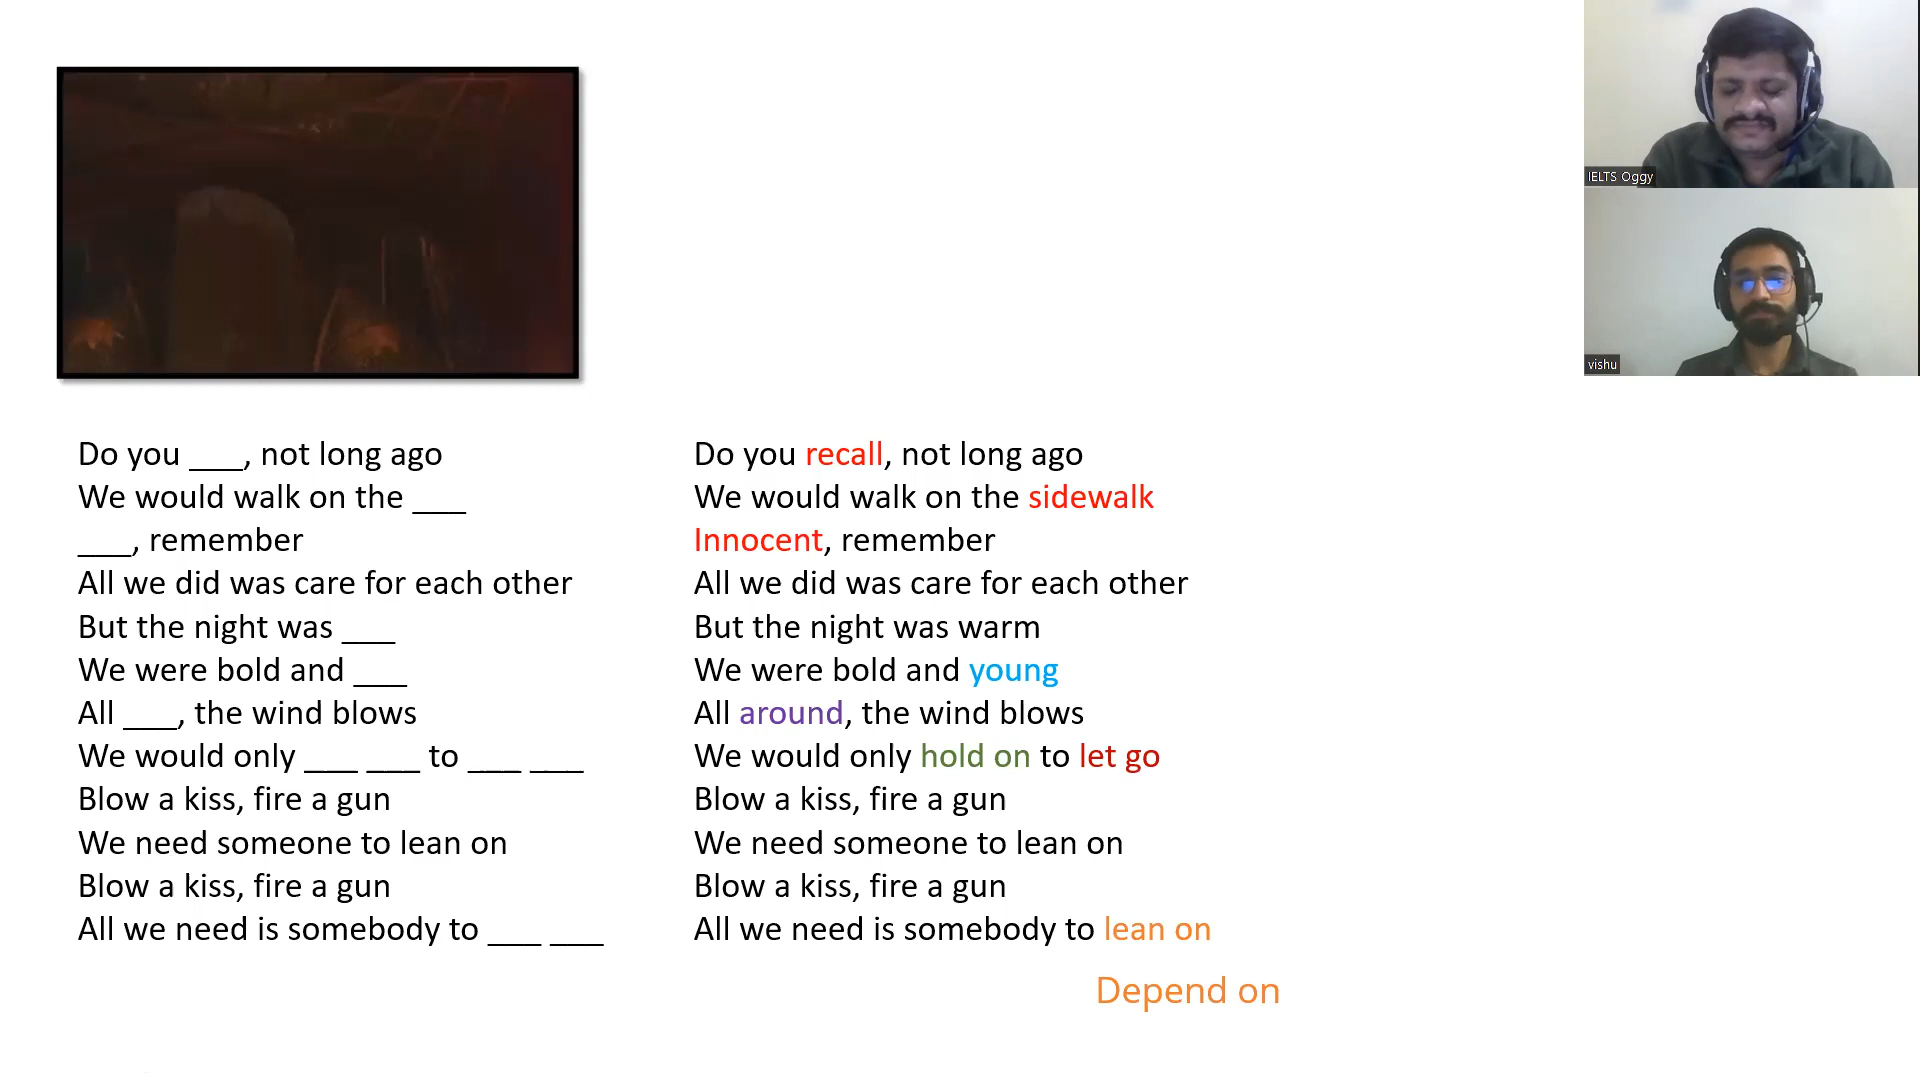 Do you ___, not long ago
We would walk on the ___
___, remember
All we did was care for each other
But the night was ___
We were bold and ___
All ___, the wind blows
We would only ___ ___ to ___ ___
Blow a kiss, fire a gun
We need someone to lean on
Blow a kiss, fire a gun
All we need is somebody to ___ ___
Do you recall, not long ago
We would walk on the sidewalk
Innocent, remember
All we did was care for each other
But the night was warm
We were bold and young
All around, the wind blows
We would only hold on to let go
Blow a kiss, fire a gun
We need someone to lean on
Blow a kiss, fire a gun
All we need is somebody to lean on
Depend on
IELTS Oggy
vishu